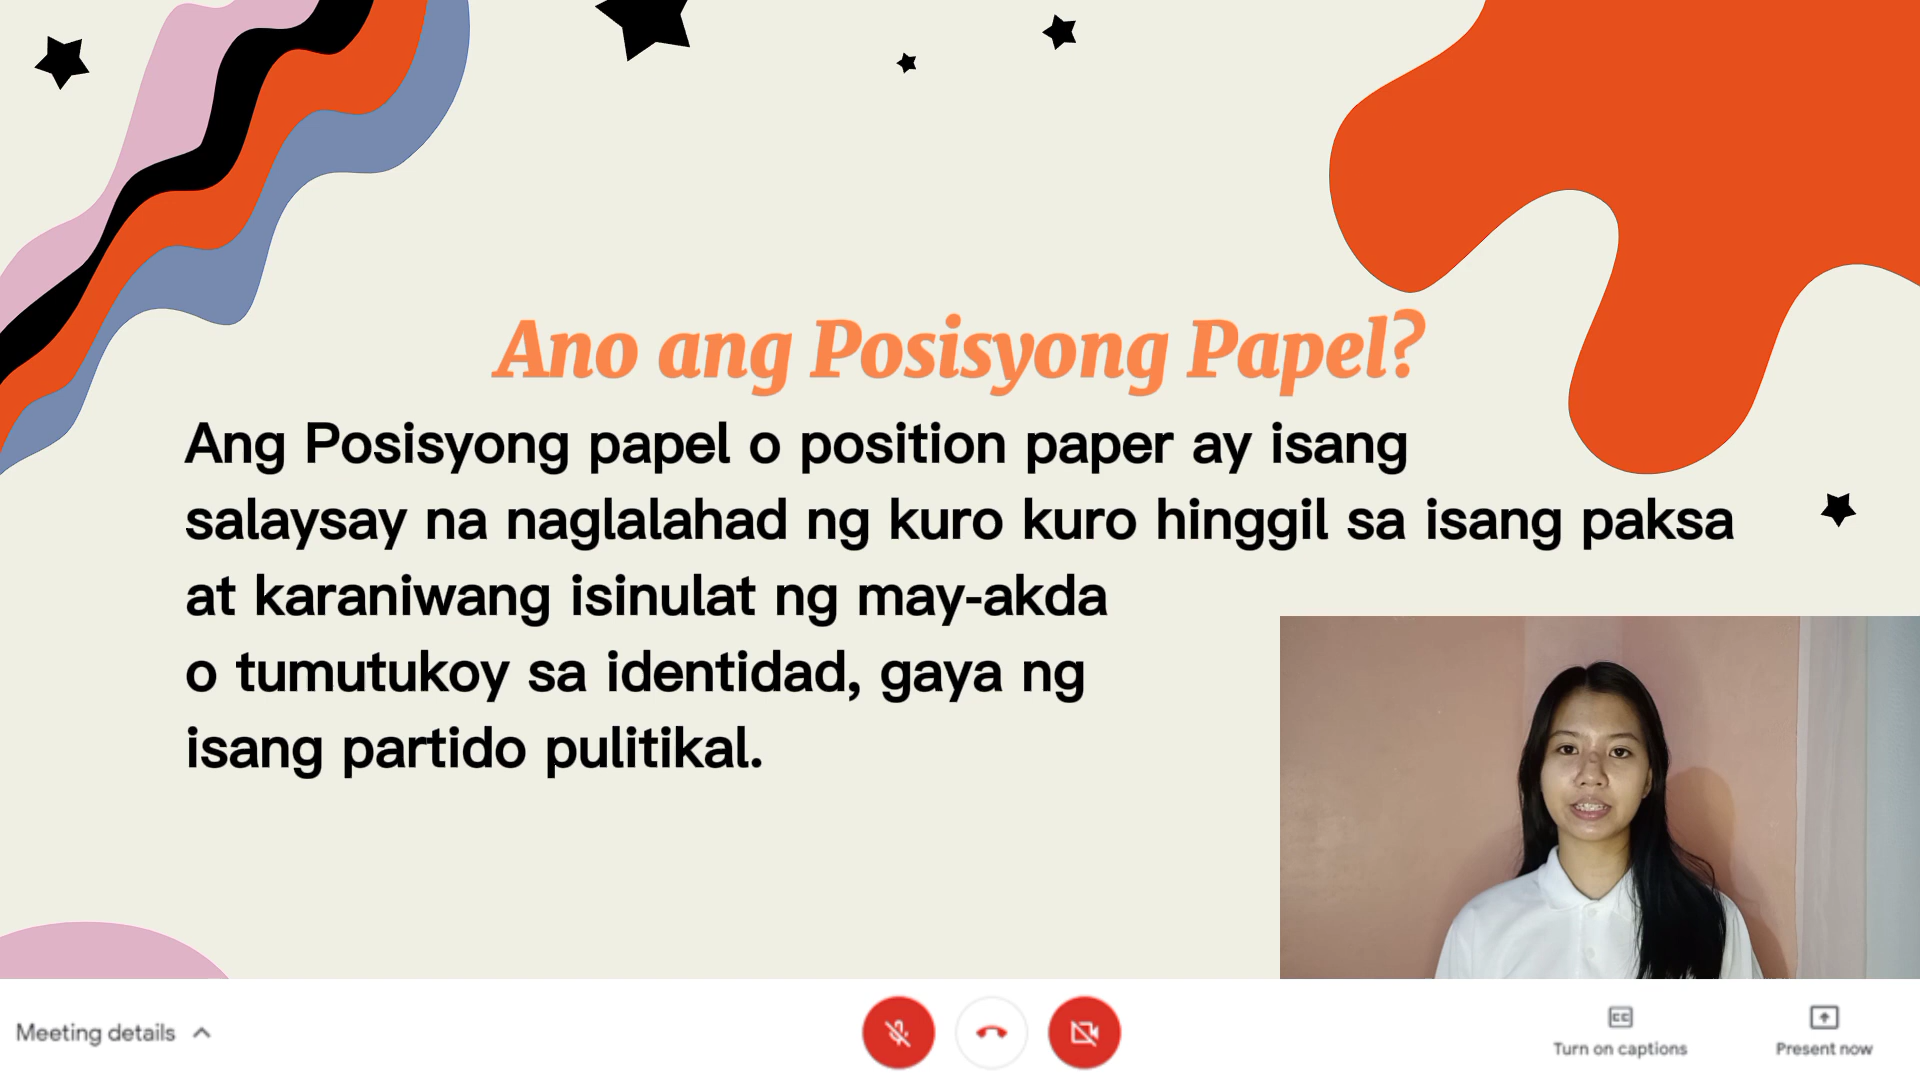 Ano ang Posisyong Papel?
Ang Posisyong papel o position paper ay isang
salaysay na naglalahad ng kuro kuro hinggil sa isang paksa
at karaniwang isinulat ng may-akda
o tumutukoy sa identidad, gaya ng
isang partido pulitikal.
Meeting details
CC
Turn on captions
Present now